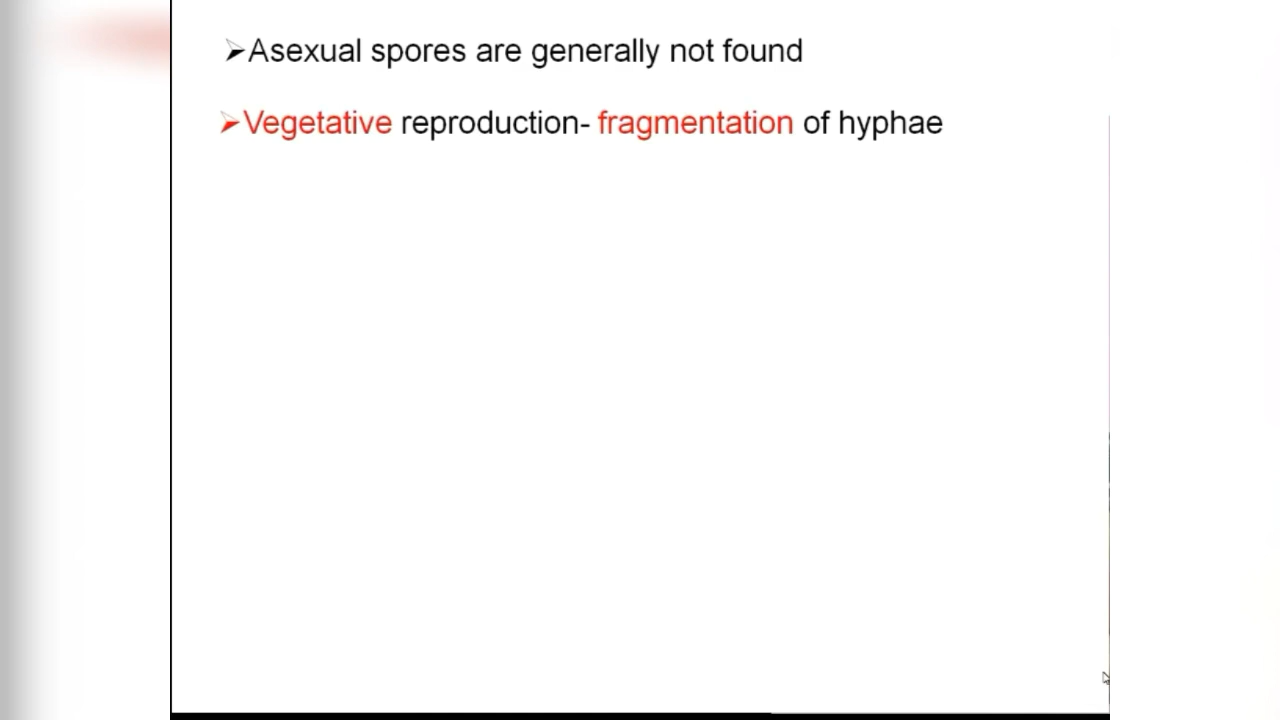 ➢Asexual spores are generally not found
➢Vegetative reproduction- fragmentation of hyphae